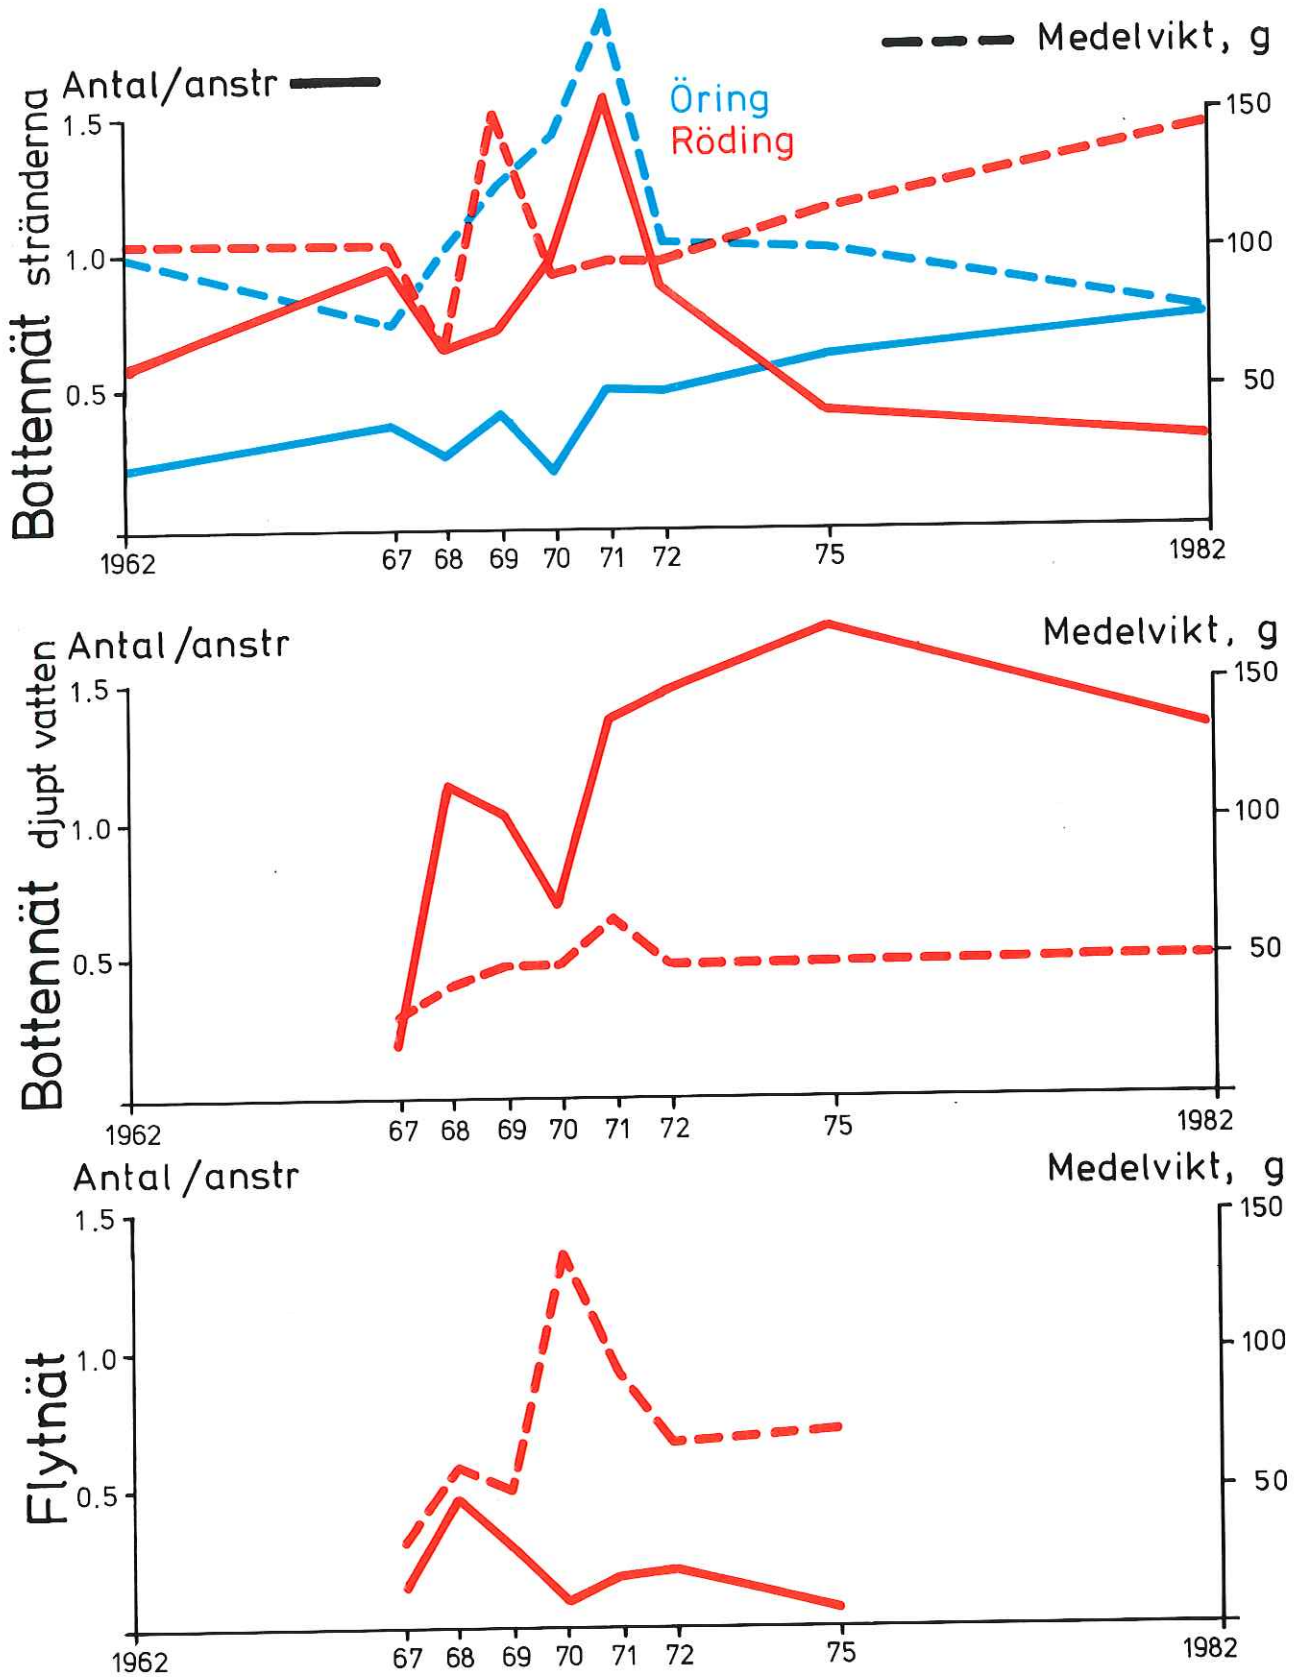 Medelvikt, g
Antal/anstr
Öring
Röding
Bottennät stränderna
1.5
1.0
0.5
150
100
50
1962 67 68 69 70 71 72 75 1982
Antal/anstr
Medelvikt, g
Bottennät djupt vatten
1.5
1.0
0.5
150
100
50
1962 67 68 69 70 71 72 75 1982
Antal/anstr
Medelvikt, g
Flytnät
1.5
1.0
0.5
150
100
50
1962 67 68 69 70 71 72 75 1982